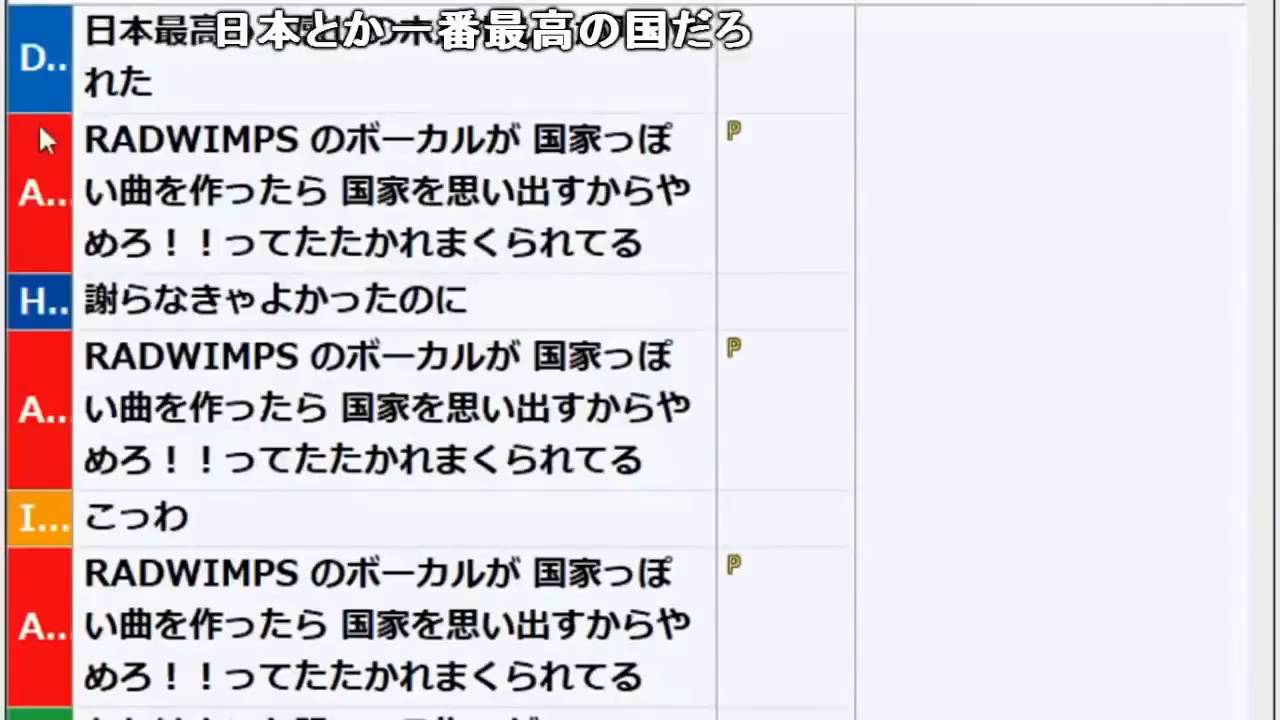 日本とか一番最高の国だろ
D..
日本最高
れた
RADWIMPS のボーカルが 国家っぽ
P
A...
い曲を作ったら 国家を思い出すからや
めろ！！ってたたかれまくられてる
H..
謝らなきゃよかったのに
RADWIMPS のボーカルが 国家っぽ
P
A...
い曲を作ったら 国家を思い出すからや
めろ！！ってたたかれまくられてる
I...
こっわ
RADWIMPS のボーカルが 国家っぽ
P
A...
い曲を作ったら 国家を思い出すからや
めろ！！ってたたかれまくられてる